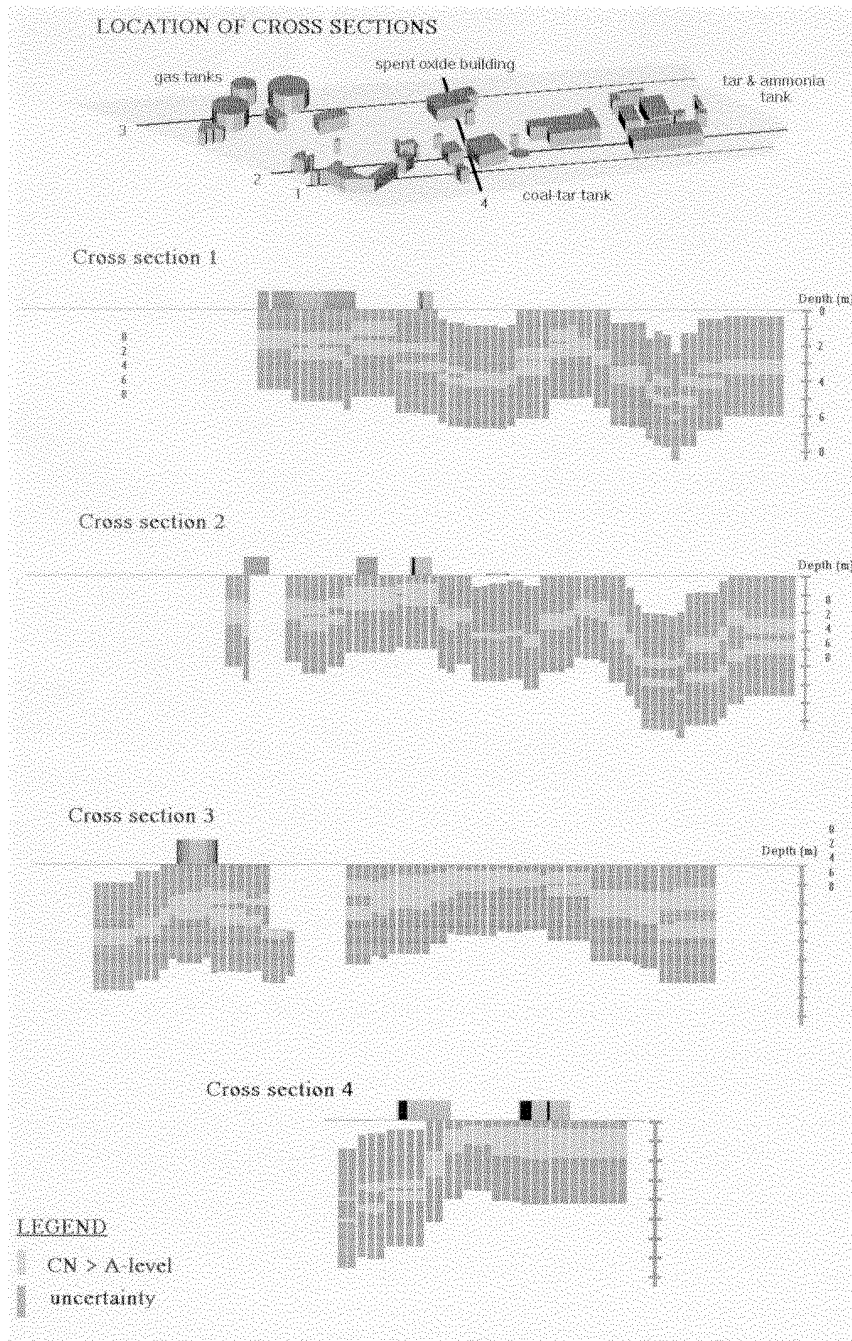 LOCATION OF CROSS SECTIONS
spent oxide building
gas tanks
tar & ammonia
tank
3
2
1
4
coal-tar tank
Cross section 1
Depth (m)
0
2
4
6
8
0
2
4
6
8
Cross section 2
Depth (m)
0
2
4
6
8
Cross section 3
Depth (m)
0
2
4
6
8
Cross section 4
LEGEND
CN > A-level
uncertainty